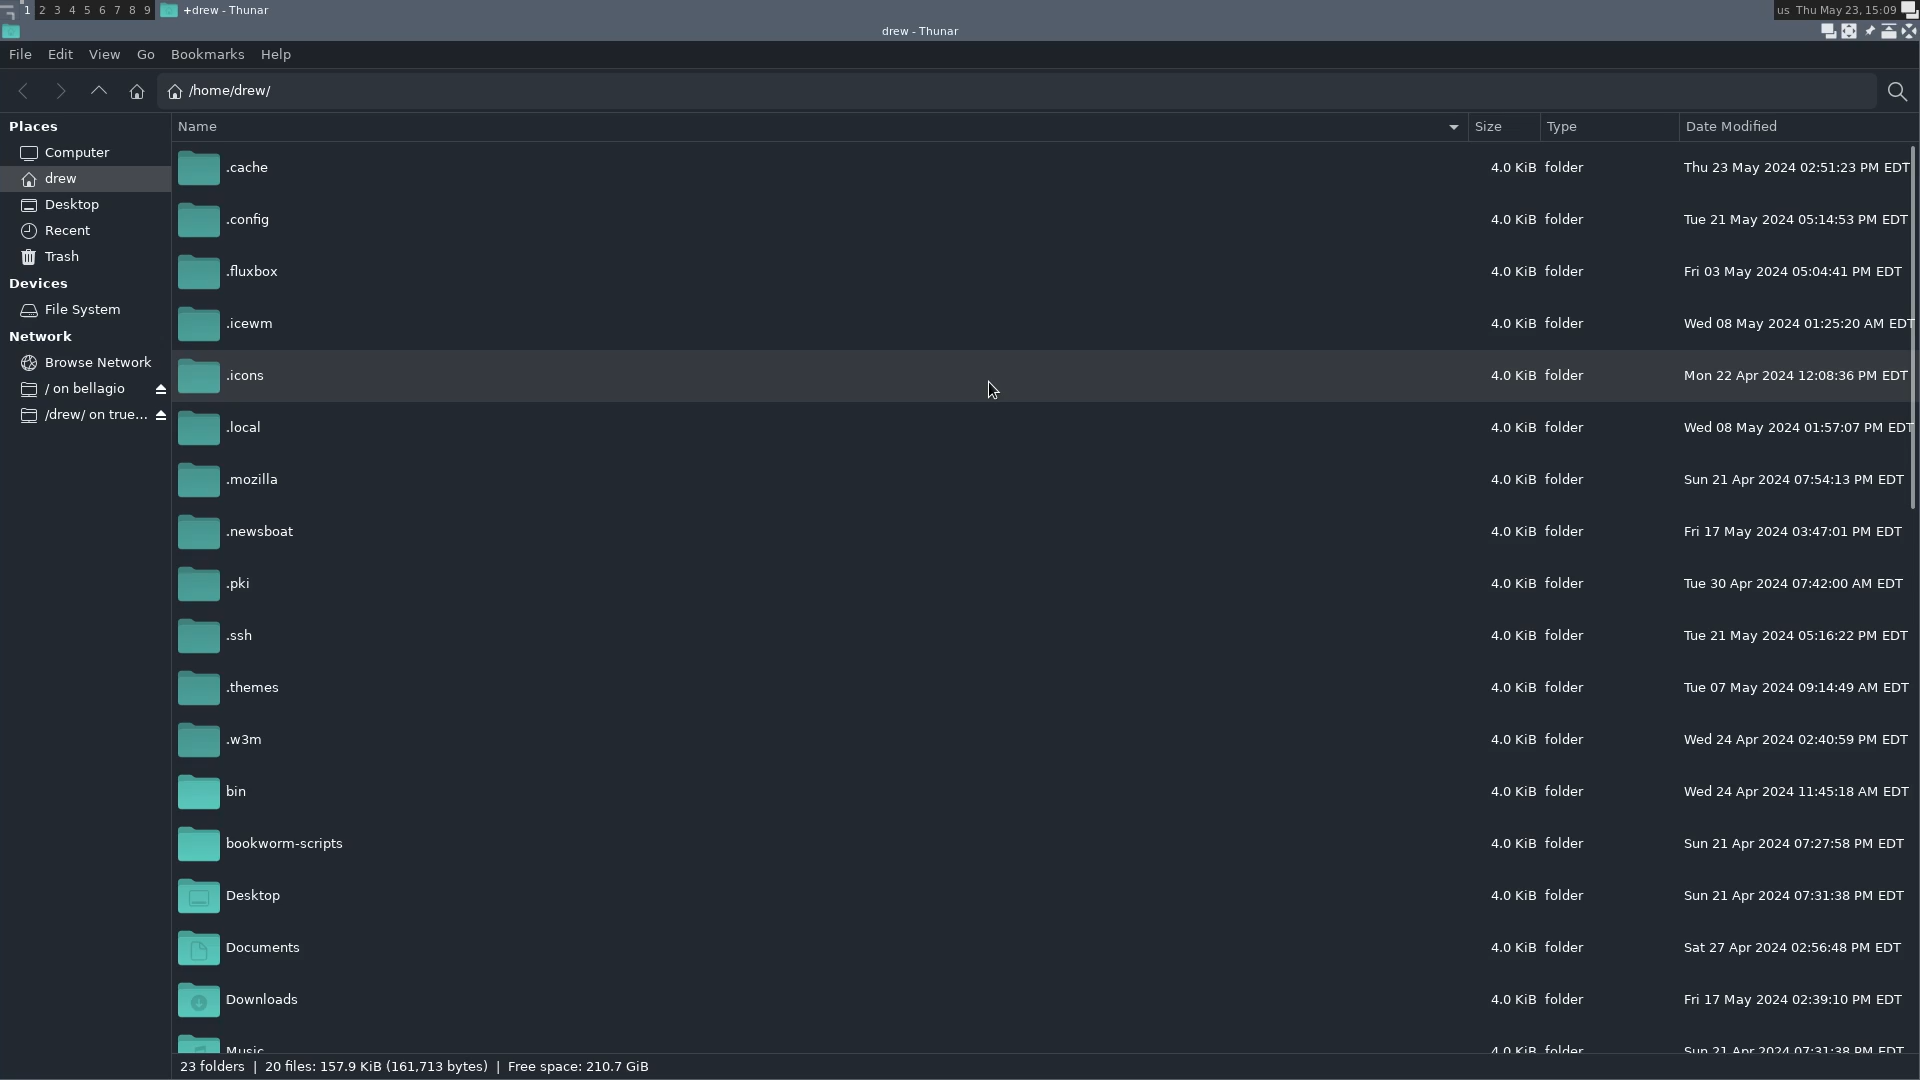 1 2 3 4 5 6 7 8 9 +drew - Thunar us Thu May 23, 15:09
drew - Thunar
File Edit View Go Bookmarks Help
/home/drew/
Places
Computer
drew
Desktop
Recent
Trash
Devices
File System
Network
Browse Network
/ on bellagio
/drew/ on true...
Name Size Type Date Modified
.cache 4.0 KiB folder Thu 23 May 2024 02:51:23 PM EDT
.config 4.0 KiB folder Tue 21 May 2024 05:14:53 PM EDT
.fluxbox 4.0 KiB folder Fri 03 May 2024 05:04:41 PM EDT
.icewm 4.0 KiB folder Wed 08 May 2024 01:25:20 AM EDT
.icons 4.0 KiB folder Mon 22 Apr 2024 12:08:36 PM EDT
.local 4.0 KiB folder Wed 08 May 2024 01:57:07 PM EDT
.mozilla 4.0 KiB folder Sun 21 Apr 2024 07:54:13 PM EDT
.newsboat 4.0 KiB folder Fri 17 May 2024 03:47:01 PM EDT
.pki 4.0 KiB folder Tue 30 Apr 2024 07:42:00 AM EDT
.ssh 4.0 KiB folder Tue 21 May 2024 05:16:22 PM EDT
.themes 4.0 KiB folder Tue 07 May 2024 09:14:49 AM EDT
.w3m 4.0 KiB folder Wed 24 Apr 2024 02:40:59 PM EDT
bin 4.0 KiB folder Wed 24 Apr 2024 11:45:18 AM EDT
bookworm-scripts 4.0 KiB folder Sun 21 Apr 2024 07:27:58 PM EDT
Desktop 4.0 KiB folder Sun 21 Apr 2024 07:31:38 PM EDT
Documents 4.0 KiB folder Sat 27 Apr 2024 02:56:48 PM EDT
Downloads 4.0 KiB folder Fri 17 May 2024 02:39:10 PM EDT
Music 4.0 KiB folder Sun 21 Apr 2024 07:31:38 PM EDT
23 folders | 20 files: 157.9 KiB (161,713 bytes) | Free space: 210.7 GiB